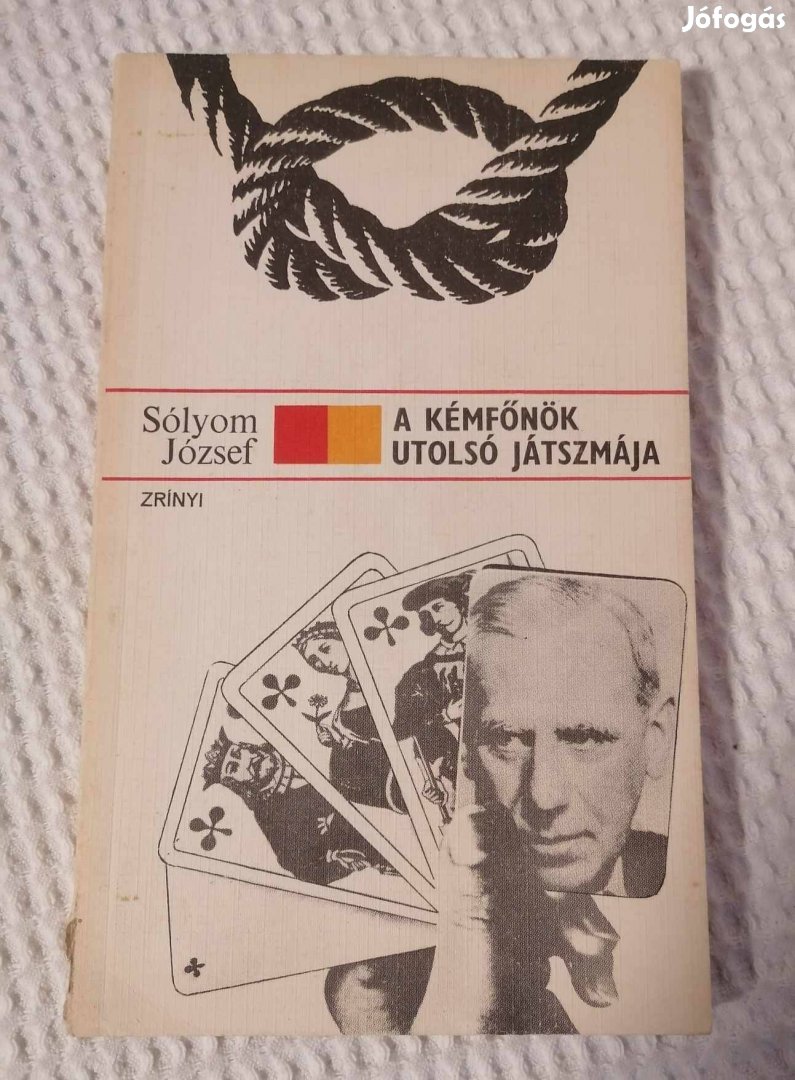 Jófogás
Sólyom József
A KÉMFŐNÖK
UTOLSÓ JÁTSZMÁJA
ZRÍNYI